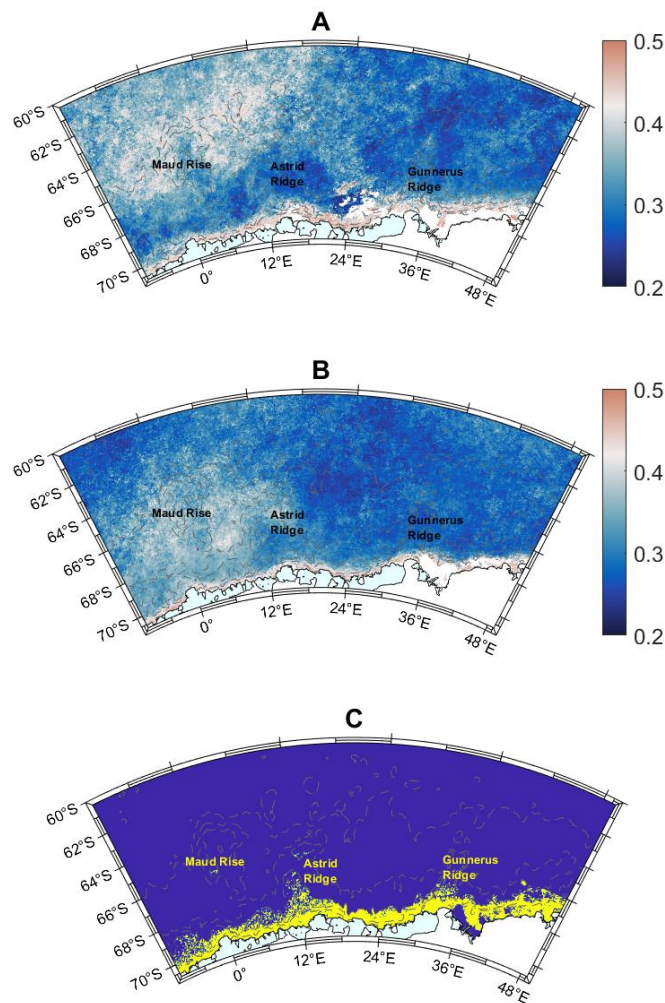 A
60°S
62°S
64°S
66°S
68°S
70°S
Maud Rise
Astrid
Ridge
Gunnerus
Ridge
0°
12°E
24°E
36°E
48°E
0.5
0.4
0.3
0.2
B
60°S
62°S
64°S
66°S
68°S
70°S
Maud Rise
Astrid
Ridge
Gunnerus
Ridge
0°
12°E
24°E
36°E
48°E
0.5
0.4
0.3
0.2
C
60°S
62°S
64°S
66°S
68°S
70°S
Maud Rise
Astrid
Ridge
Gunnerus
Ridge
0°
12°E
24°E
36°E
48°E